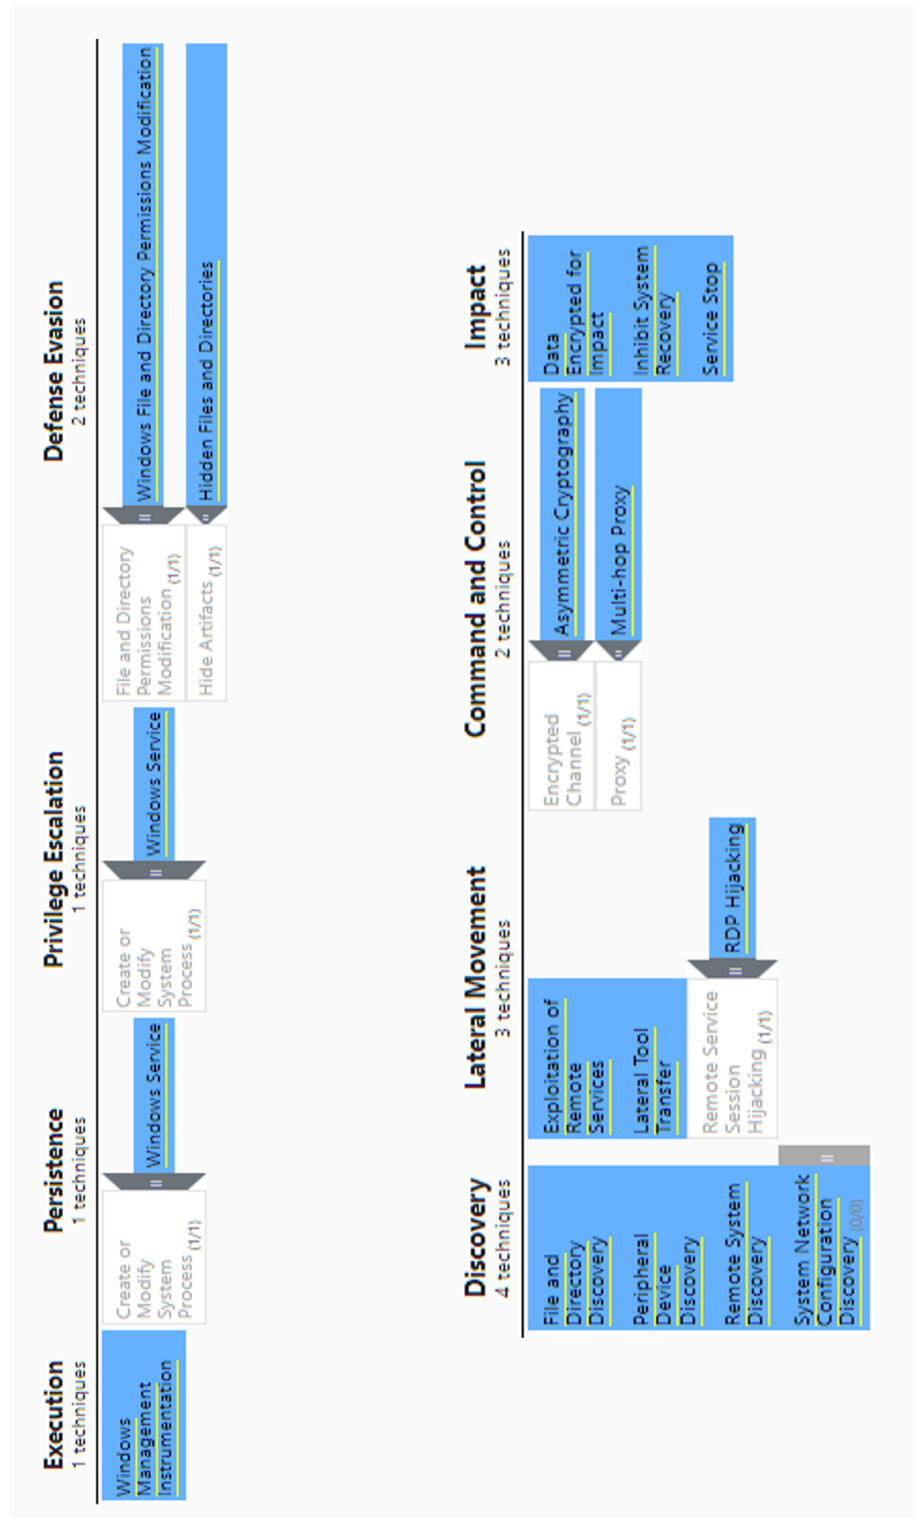 Execution
1 techniques
Windows
Management
Instrumentation
Persistence
1 techniques
Create or
Modify
System
Process (1/1)
Windows Service
Privilege Escalation
1 techniques
Create or
Modify
System
Process (1/1)
Windows Service
Defense Evasion
2 techniques
File and Directory
Permissions
Modification (1/1)
Windows File and Directory Permissions Modification
Hide Artifacts (1/1)
Hidden Files and Directories
Discovery
4 techniques
File and
Directory
Discovery
Peripheral
Device
Discovery
Remote System
Discovery
System Network
Configuration
Discovery (0/0)
Lateral Movement
3 techniques
Exploitation of
Remote
Services
Lateral Tool
Transfer
Remote Service
Session
Hijacking (1/1)
RDP Hijacking
Command and Control
2 techniques
Encrypted
Channel (1/1)
Asymmetric Cryptography
Proxy (1/1)
Multi-hop Proxy
Impact
3 techniques
Data
Encrypted for
Impact
Inhibit System
Recovery
Service Stop